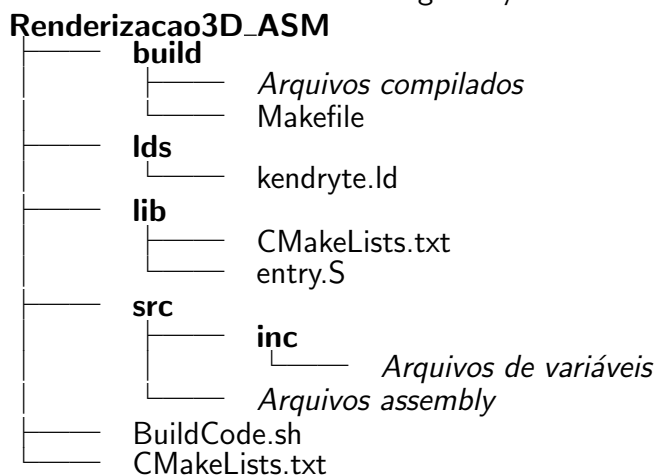 Renderizacao3D_ASM
build
Arquivos compilados
Makefile
lds
kendryte.ld
lib
CMakeLists.txt
entry.S
src
inc
Arquivos de variáveis
Arquivos assembly
BuildCode.sh
CMakeLists.txt